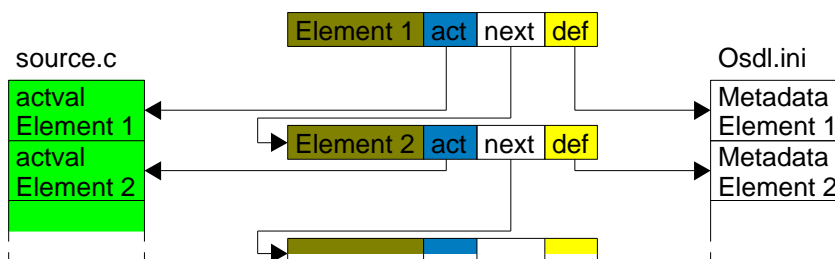 Element 1 act next def
source.c
Osdl.ini
actval
Element 1
Metadata
Element 1
Element 2 act next def
actval
Element 2
Metadata
Element 2